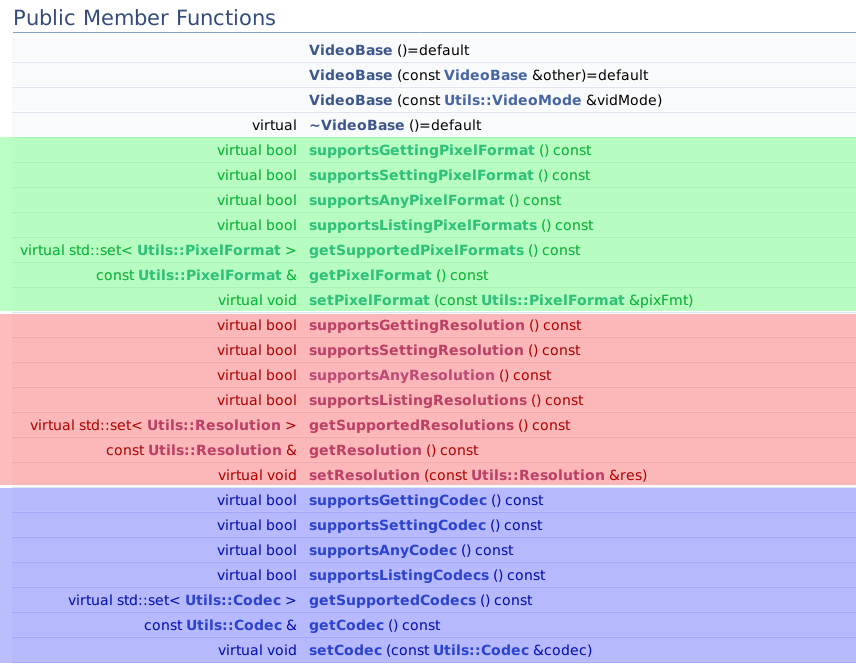 Public Member Functions
VideoBase ()=default
VideoBase (const VideoBase &other)=default
VideoBase (const Utils::VideoMode &vidMode)
virtual ~VideoBase ()=default
virtual bool supportsGettingPixelFormat () const
virtual bool supportsSettingPixelFormat () const
virtual bool supportsAnyPixelFormat () const
virtual bool supportsListingPixelFormats () const
virtual std::set< Utils::PixelFormat > getSupportedPixelFormats () const
const Utils::PixelFormat & getPixelFormat () const
virtual void setPixelFormat (const Utils::PixelFormat &pixFmt)
virtual bool supportsGettingResolution () const
virtual bool supportsSettingResolution () const
virtual bool supportsAnyResolution () const
virtual bool supportsListingResolutions () const
virtual std::set< Utils::Resolution > getSupportedResolutions () const
const Utils::Resolution & getResolution () const
virtual void setResolution (const Utils::Resolution &res)
virtual bool supportsGettingCodec () const
virtual bool supportsSettingCodec () const
virtual bool supportsAnyCodec () const
virtual bool supportsListingCodecs () const
virtual std::set< Utils::Codec > getSupportedCodecs () const
const Utils::Codec & getCodec () const
virtual void setCodec (const Utils::Codec &codec)